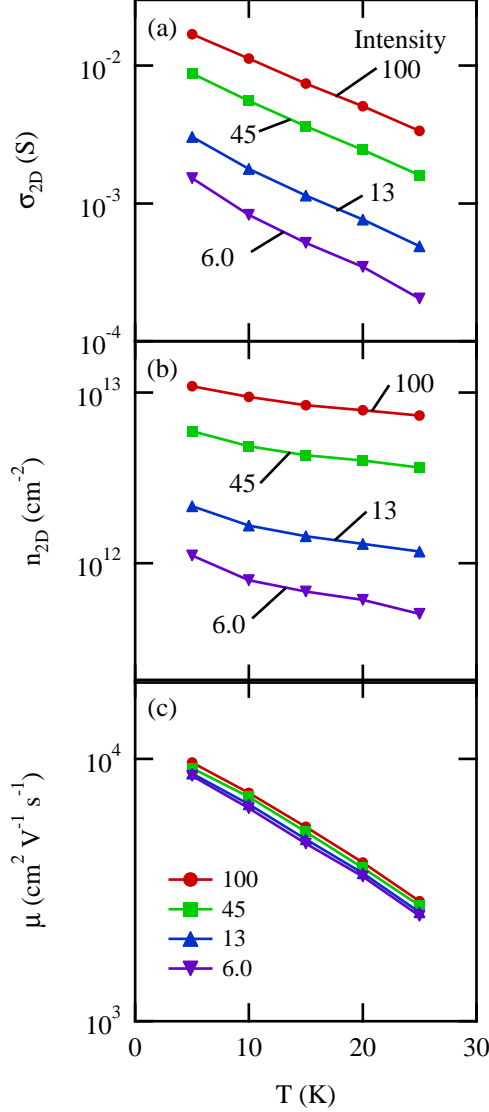 (a)
Intensity
10⁻²
100
45
σ2D (S)
13
10⁻³
6.0
10⁻⁴
(b)
10¹³
100
45
n2D (cm⁻²)
13
10¹²
6.0
(c)
10⁴
μ (cm² V⁻¹ s⁻¹)
100
45
13
6.0
10³
0 10 20 30
T (K)